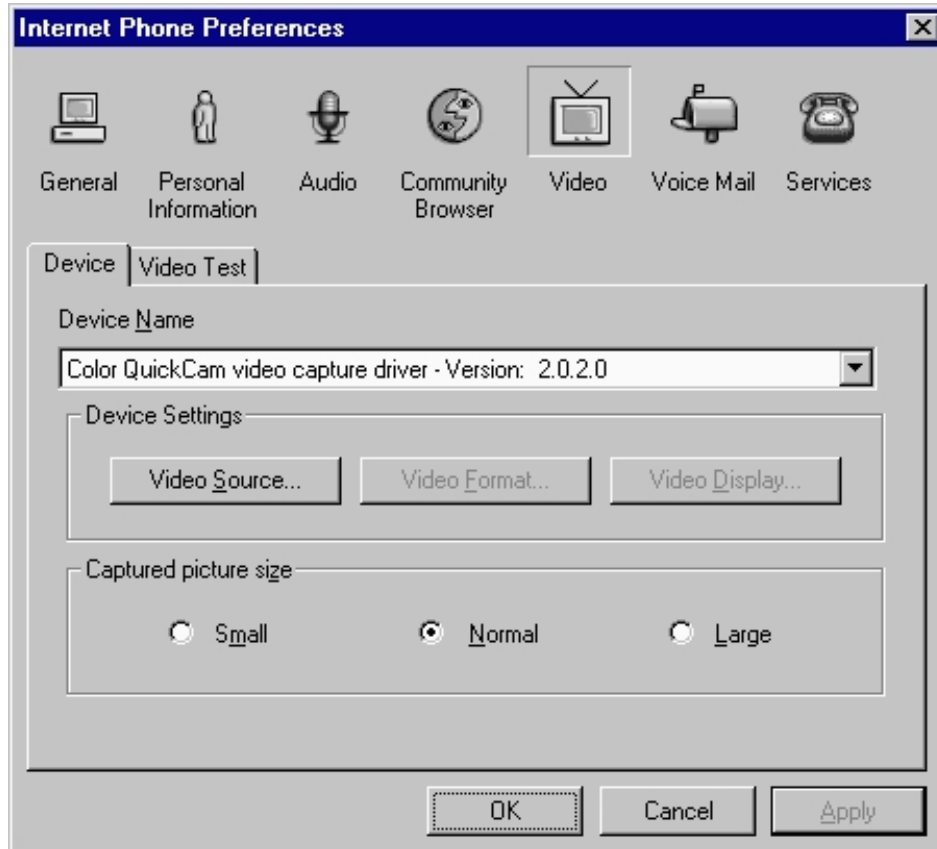 Internet Phone Preferences
General
Personal
Information
Audio
Community
Browser
Video
Voice Mail
Services
Device
Video Test
Device Name
Color QuickCam video capture driver - Version:  2.0.2.0
Device Settings
Video Source...
Video Format...
Video Display...
Captured picture size
Small
Normal
Large
OK
Cancel
Apply